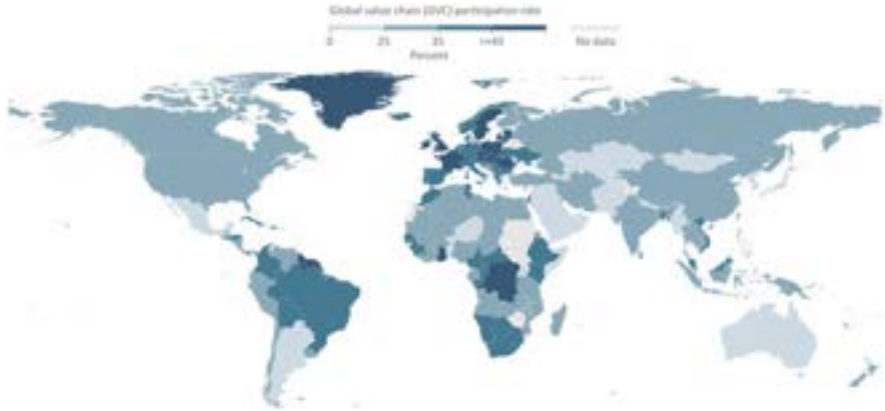 Global value chain (GVC) participation rate
0 25 35 >=45 No data
Percent